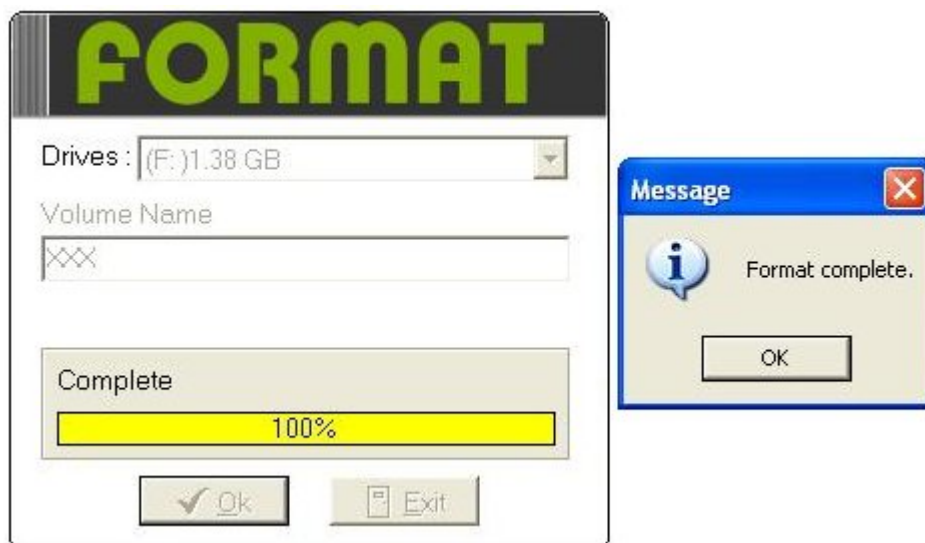 FORMAT
Drives : (F: )1.38 GB
Volume Name
XXX
Complete
100%
Ok Exit
Message
Format complete.
OK